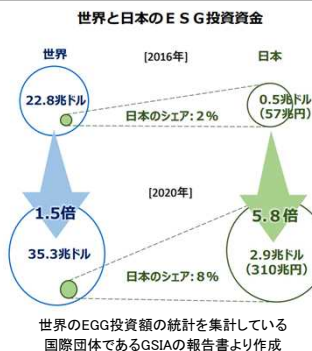 世界と日本のＥＳＧ投資資金
世界
[2016年]
日本
22.8兆ドル
日本のシェア：2％
0.5兆ドル
（57兆円）
1.5倍
[2020年]
5.8倍
35.3兆ドル
日本のシェア：8％
2.9兆ドル
（310兆円）
世界のEGG投資額の統計を集計している
国際団体であるGSIAの報告書より作成